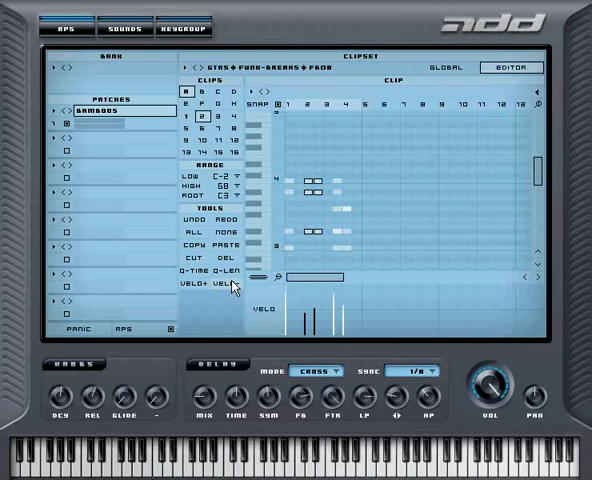 RPS SOUNDS KEYGROUP
add
BANK
CLIPSET
GTRS FUNK-BREAKS F808
GLOBAL EDITOR
CLIPS
CLIP
PATCHES
BAMBOOS
1
A B C D
E F G H
1 2 3 4
5 6 7 8
9 10 11 12
13 14 15 16
SNAP 1 2 3 4 5 6 7 8 9 10 11 12 13
4
3
RANGE
LOW C-2
HIGH G8
ROOT C3
TOOLS
UNDO REDO
ALL NONE
COPY PASTE
CUT DEL
Q-TIME Q-LEN
VELO+ VELO-
VELO
PANIC RPS
KNOBS
DELAY
MODE CROSS SYNC 1/8
DCY REL GLIDE -
MIX TIME SYM FB FTR LP HP
VOL PAN